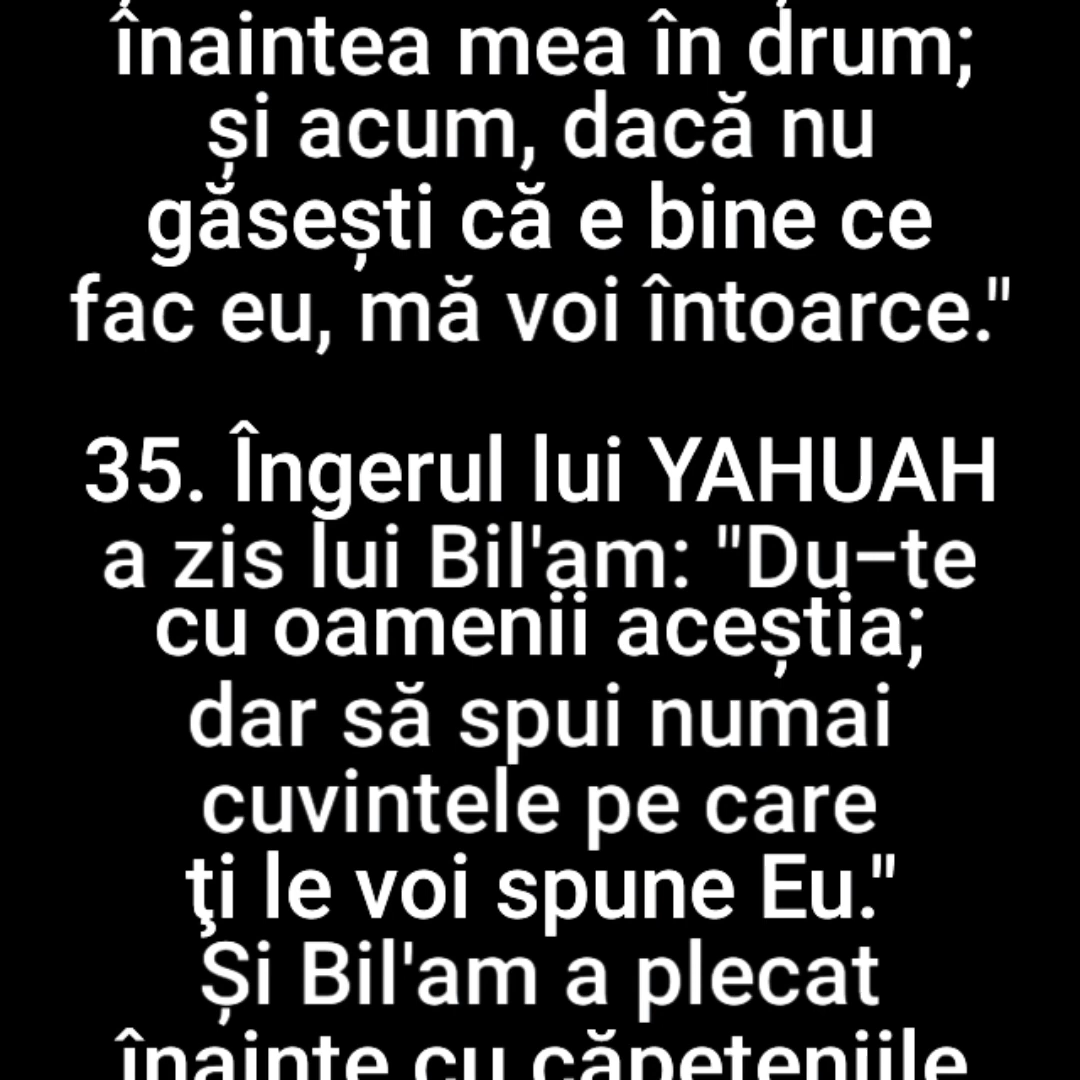 înaintea mea în drum;
și acum, dacă nu
găsești că e bine ce
fac eu, mă voi întoarce."
35. Îngerul lui YAHUAH
a zis lui Bil'am: "Du–te
cu oamenii aceștia;
dar să spui numai
cuvintele pe care
ţi le voi spune Eu."
Și Bil'am a plecat
înainte cu căpeteniile